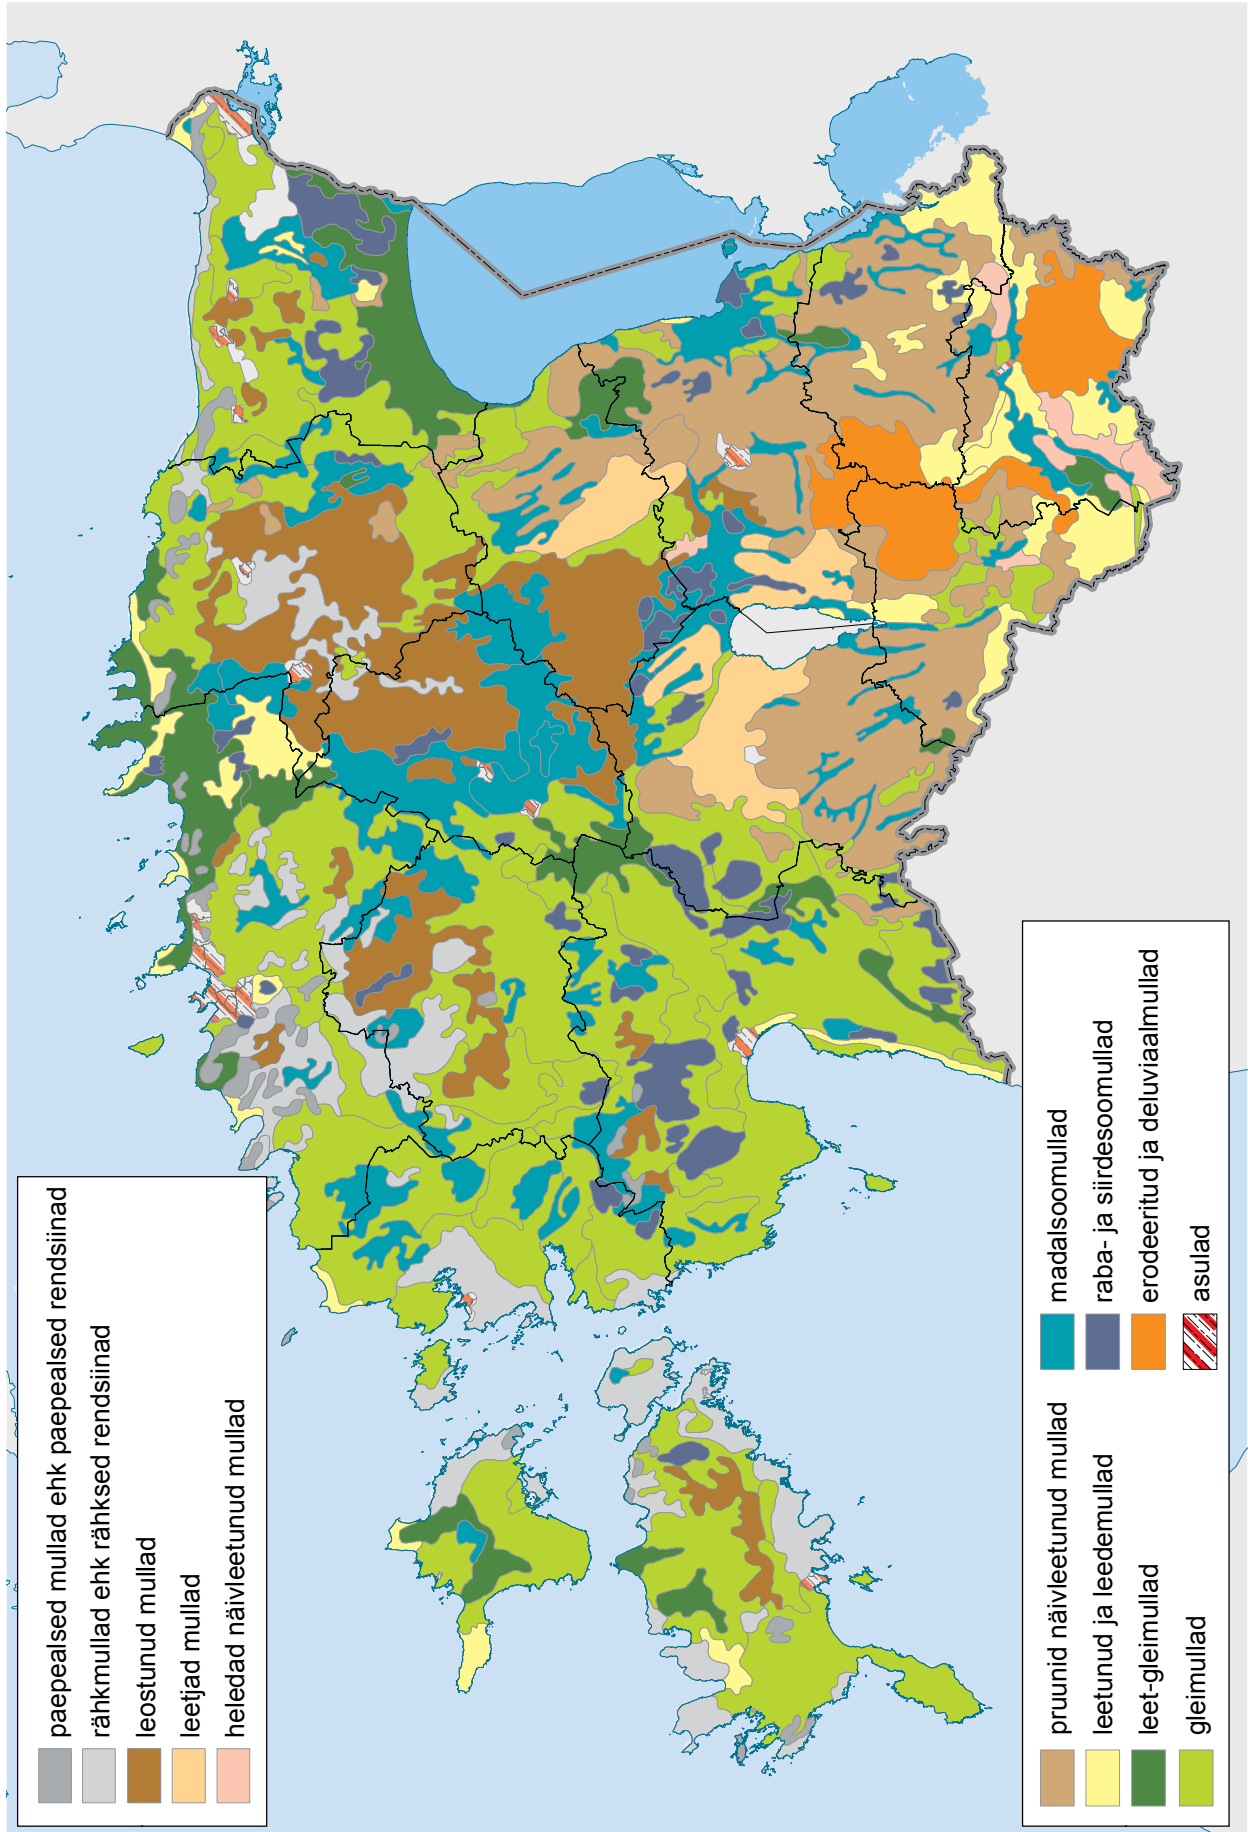 paepealsed mullad ehk paepealsed rendsiinad
rähkmullad ehk rähksed rendsiinad
leostunud mullad
leetjad mullad
heledad näivleetunud mullad
pruunid näivleetunud mullad
leetunud ja leedemullad
leet-gleimullad
gleimullad
madalsoomullad
raba- ja siirdesoomullad
erodeeritud ja deluviaalmullad
asulad